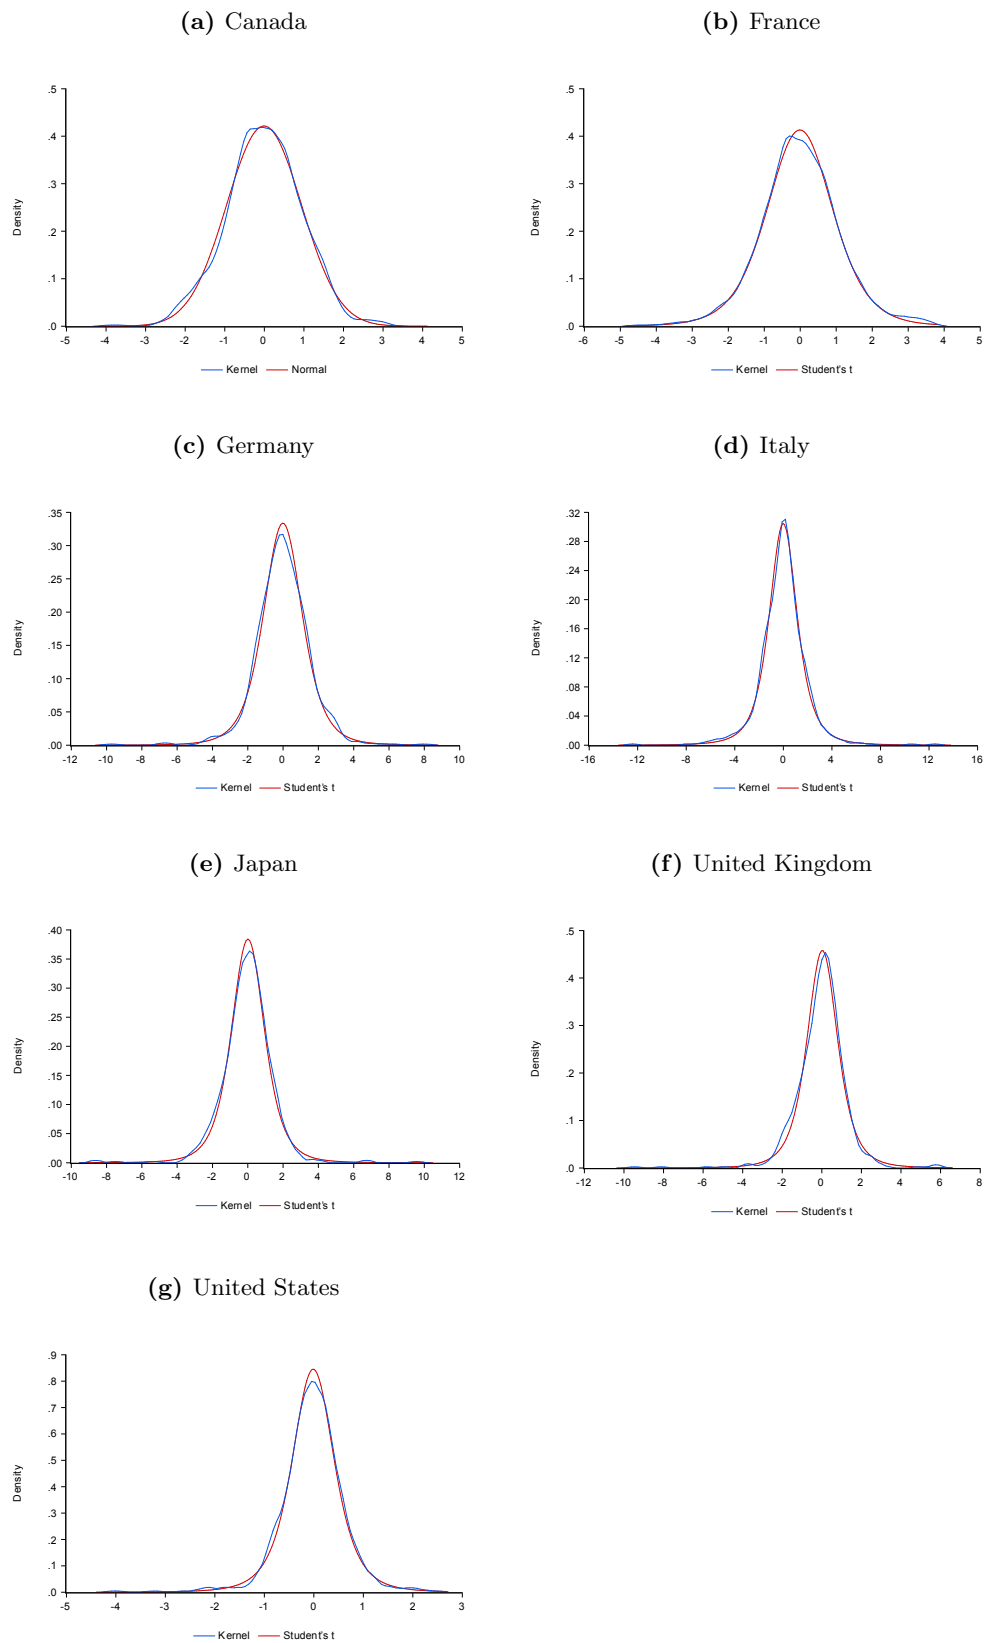 (a) Canada
(b) France
.5
.4
.3
.2
.1
.0
Density
-5 -4 -3 -2 -1 0 1 2 3 4 5
Kernel Normal
.5
.4
.3
.2
.1
.0
Density
-6 -5 -4 -3 -2 -1 0 1 2 3 4 5
Kernel Student's t
(c) Germany
(d) Italy
.35
.30
.25
.20
.15
.10
.05
.00
Density
-12 -10 -8 -6 -4 -2 0 2 4 6 8 10
Kernel Student's t
.32
.28
.24
.20
.16
.12
.08
.04
.00
Density
-16 -12 -8 -4 0 4 8 12 16
Kernel Student's t
(e) Japan
(f) United Kingdom
.40
.35
.30
.25
.20
.15
.10
.05
.00
Density
-10 -8 -6 -4 -2 0 2 4 6 8 10 12
Kernel Student's t
.5
.4
.3
.2
.1
.0
Density
-12 -10 -8 -6 -4 -2 0 2 4 6 8
Kernel Student's t
(g) United States
.9
.8
.7
.6
.5
.4
.3
.2
.1
.0
Density
-5 -4 -3 -2 -1 0 1 2 3
Kernel Student's t